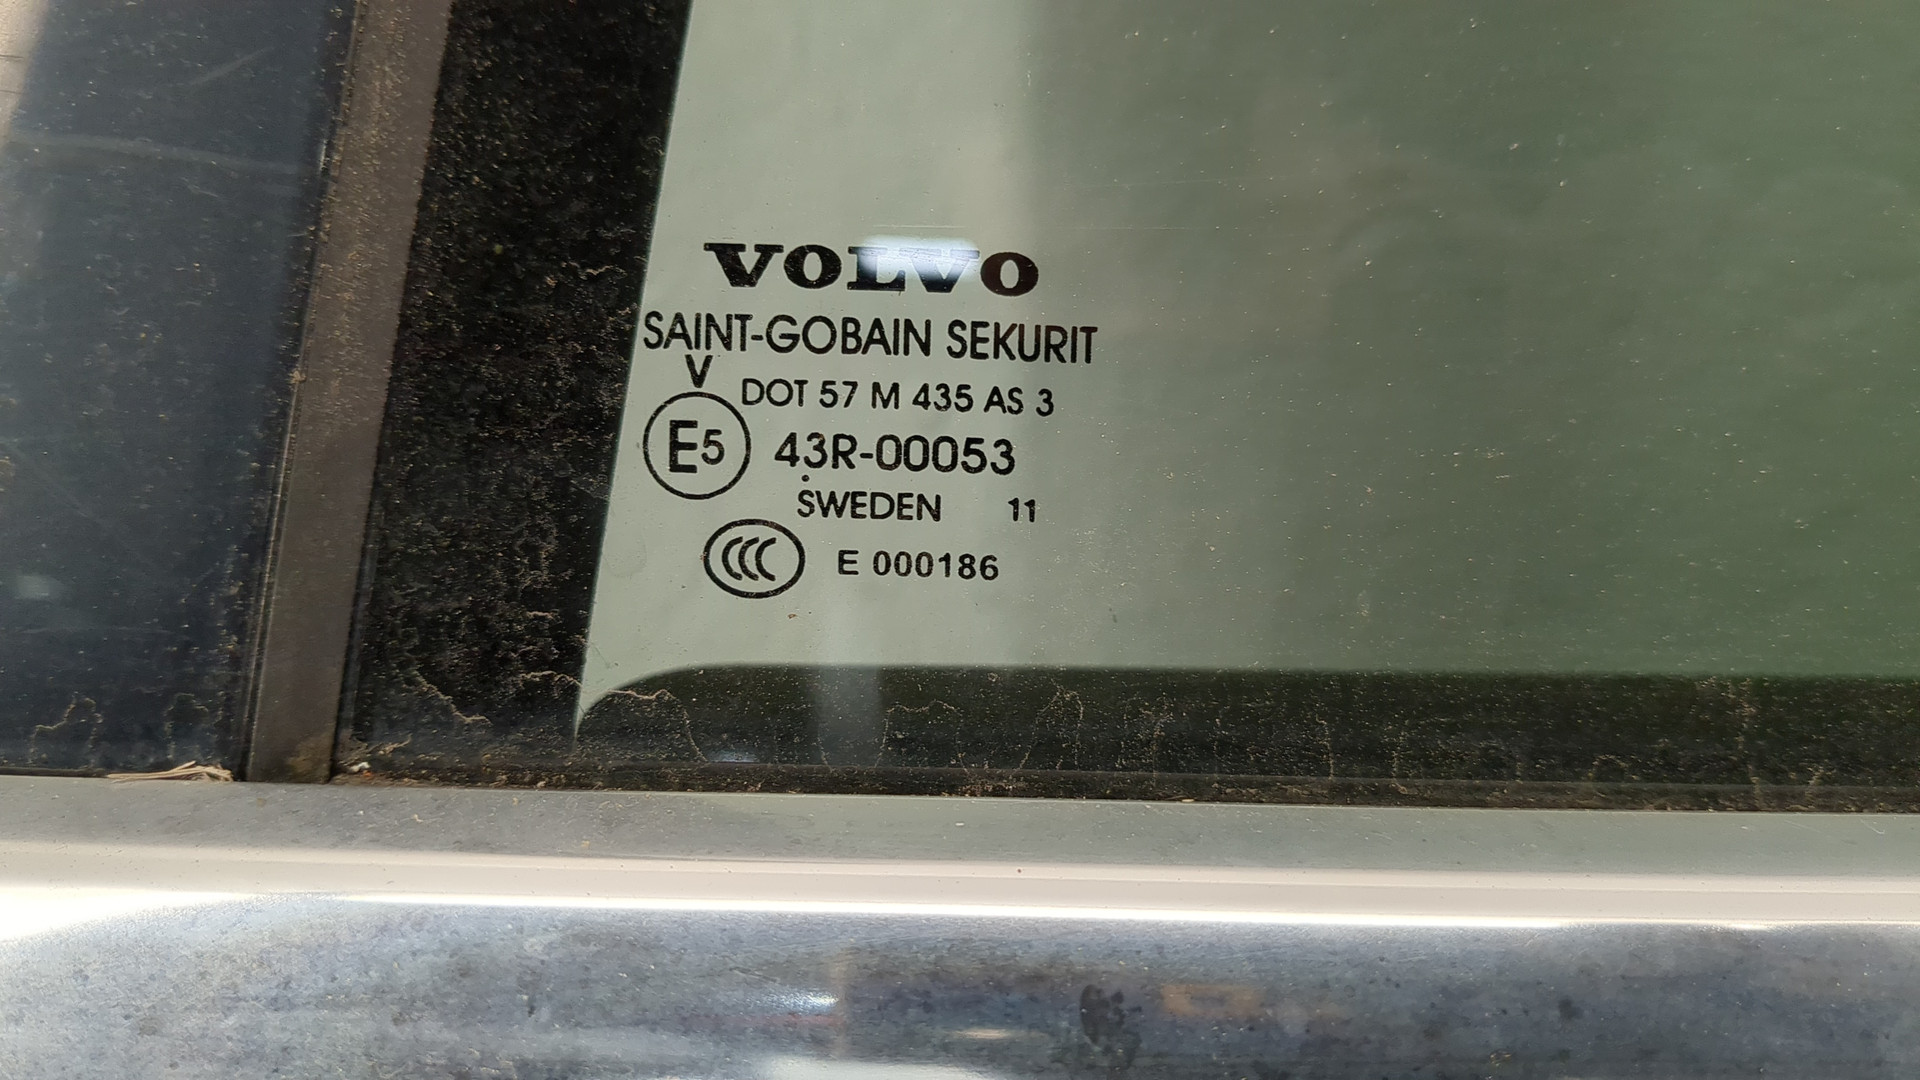 VOLVO
SAINT-GOBAIN SEKURIT
V
DOT 57 M 435 AS 3
E5 43R-00053
SWEDEN 11
CCC E 000186